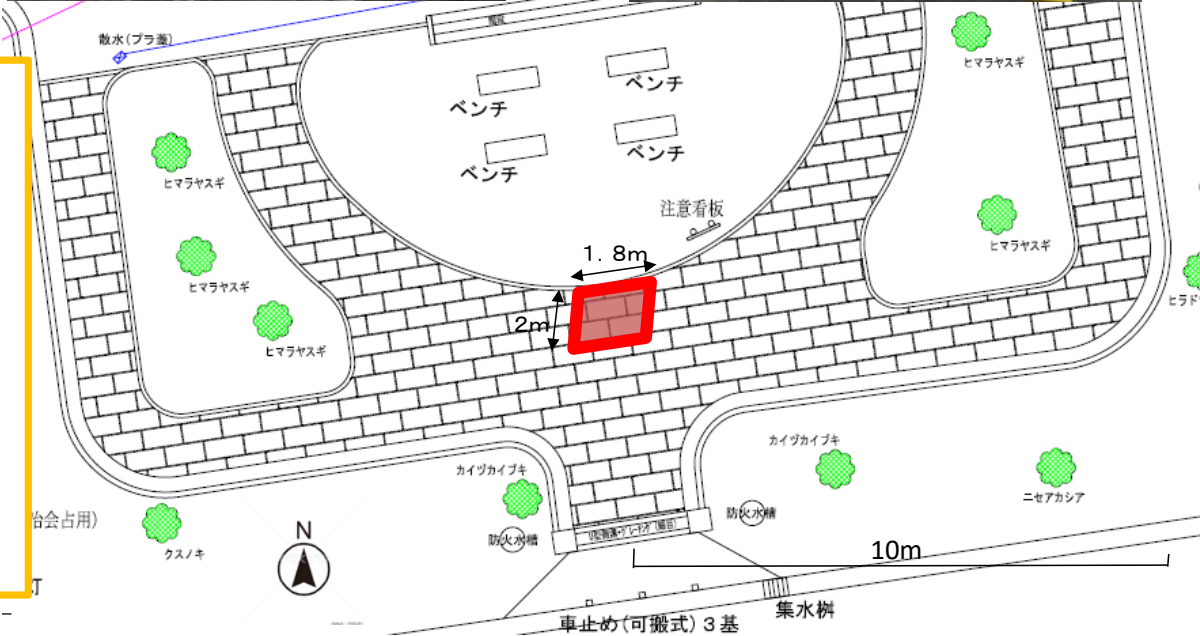 散水(プラ蓋)
ベンチ
ベンチ
ベンチ
ベンチ
ヒマラヤスギ
ヒマラヤスギ
ヒマラヤスギ
ヒマラヤスギ
ヒマラヤスギ
注意看板
1.8m
2m
カイヅカイブキ
カイヅカイブキ
防火水槽
防火水槽
ニセアカシア
クスノキ
治会占用)
N
10m
集水桝
車止め(可搬式)3基